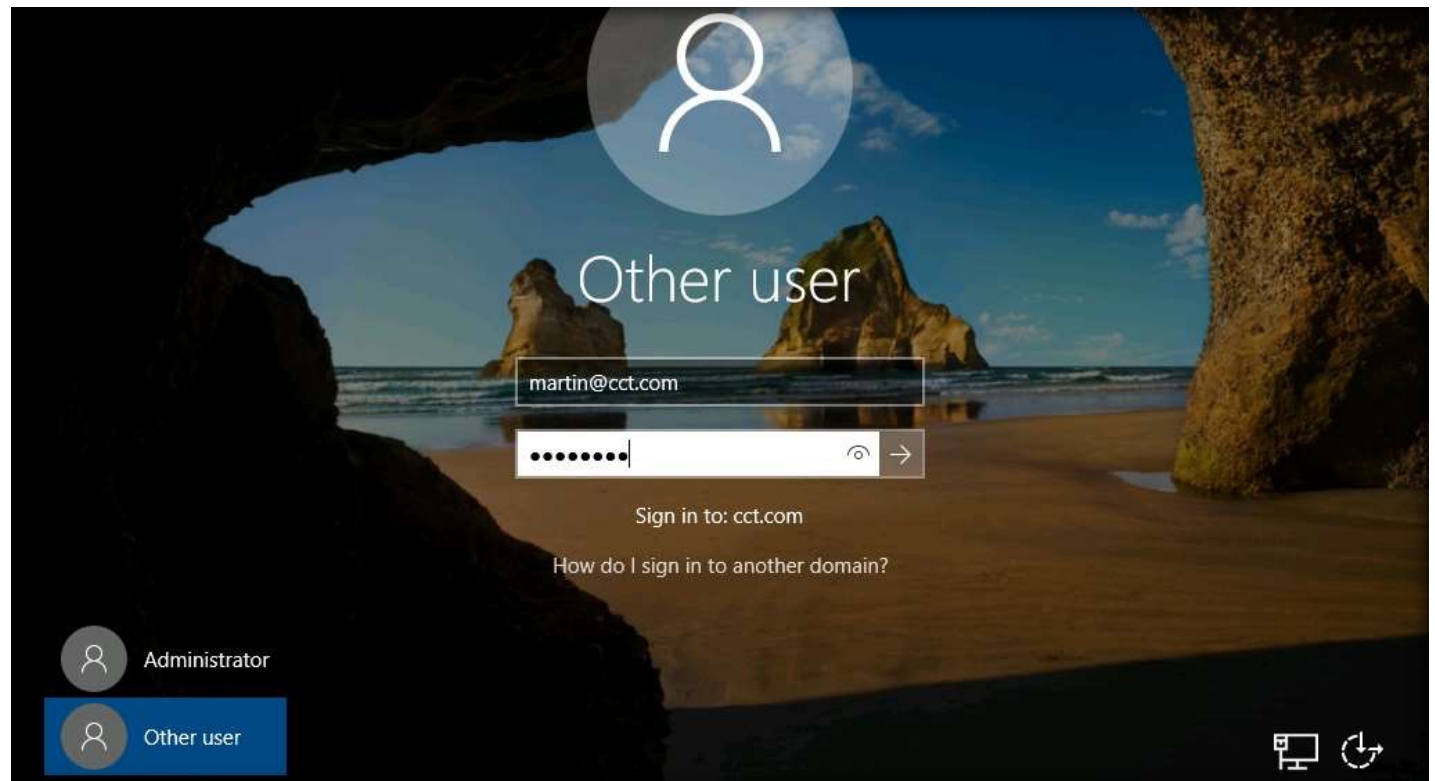 Other user
martin@cct.com
••••••••
Sign in to: cct.com
How do I sign in to another domain?
Administrator
Other user